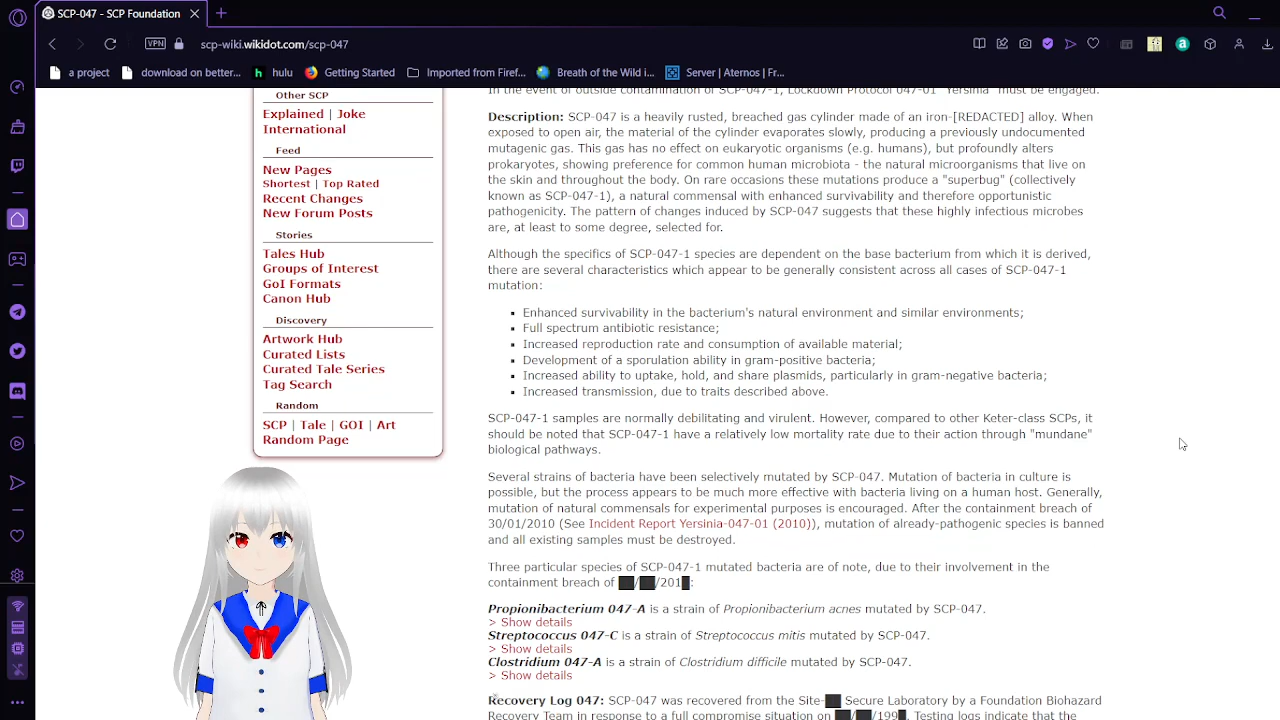 SCP-047 - SCP Foundation
VPN scp-wiki.wikidot.com/scp-047
a project download on better... hulu Getting Started Imported from Firef... Breath of the Wild i... Server | Aternos | Fr...
Other SCP
Explained | Joke
International
Feed
New Pages
Shortest | Top Rated
Recent Changes
New Forum Posts
Stories
Tales Hub
Groups of Interest
GoI Formats
Canon Hub
Discovery
Artwork Hub
Curated Lists
Curated Tale Series
Tag Search
Random
SCP | Tale | GOI | Art
Random Page
In the event of outside contamination of SCP-047-1, Lockdown Protocol 047-01 "Yersinia" must be engaged.
Description: SCP-047 is a heavily rusted, breached gas cylinder made of an iron-[REDACTED] alloy. When
exposed to open air, the material of the cylinder evaporates slowly, producing a previously undocumented
mutagenic gas. This gas has no effect on eukaryotic organisms (e.g. humans), but profoundly alters
prokaryotes, showing preference for common human microbiota - the natural microorganisms that live on
the skin and throughout the body. On rare occasions these mutations produce a "superbug" (collectively
known as SCP-047-1), a natural commensal with enhanced survivability and therefore opportunistic
pathogenicity. The pattern of changes induced by SCP-047 suggests that these highly infectious microbes
are, at least to some degree, selected for.
Although the specifics of SCP-047-1 species are dependent on the base bacterium from which it is derived,
there are several characteristics which appear to be generally consistent across all cases of SCP-047-1
mutation:
▪ Enhanced survivability in the bacterium's natural environment and similar environments;
▪ Full spectrum antibiotic resistance;
▪ Increased reproduction rate and consumption of available material;
▪ Development of a sporulation ability in gram-positive bacteria;
▪ Increased ability to uptake, hold, and share plasmids, particularly in gram-negative bacteria;
▪ Increased transmission, due to traits described above.
SCP-047-1 samples are normally debilitating and virulent. However, compared to other Keter-class SCPs, it
should be noted that SCP-047-1 have a relatively low mortality rate due to their action through "mundane"
biological pathways.
Several strains of bacteria have been selectively mutated by SCP-047. Mutation of bacteria in culture is
possible, but the process appears to be much more effective with bacteria living on a human host. Generally,
mutation of natural commensals for experimental purposes is encouraged. After the containment breach of
30/01/2010 (See Incident Report Yersinia-047-01 (2010)), mutation of already-pathogenic species is banned
and all existing samples must be destroyed.
Three particular species of SCP-047-1 mutated bacteria are of note, due to their involvement in the
containment breach of ██/██/201█:
Propionibacterium 047-A is a strain of Propionibacterium acnes mutated by SCP-047.
> Show details
Streptococcus 047-C is a strain of Streptococcus mitis mutated by SCP-047.
> Show details
Clostridium 047-A is a strain of Clostridium difficile mutated by SCP-047.
> Show details
Recovery Log 047: SCP-047 was recovered from the Site-██ Secure Laboratory by a Foundation Biohazard
Recovery Team in response to a full compromise situation on ██/██/199█. Testing logs indicate that the